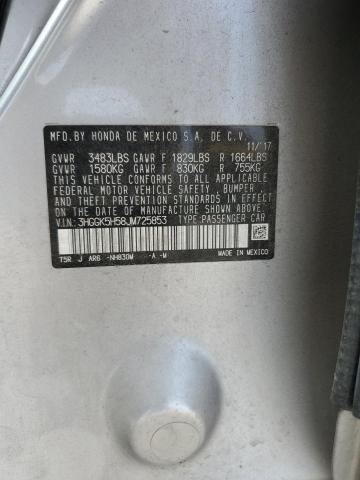 MFD.BY HONDA DE MEXICO S.A. DE C.V.
11/'17
GVWR 3483LBS GAWR F 1829LBS R 1664LBS
GVWR 1580KG GAWR F 830KG R 755KG
THIS VEHICLE CONFORMS TO ALL APPLICABLE
FEDERAL MOTOR VEHICLE SAFETY, BUMPER, AND
THEFT PREVENTION STANDARDS IN EFFECT ON THE
DATE OF MANUFACTURE SHOWN ABOVE.
V.I.N: 3HGGK5H58JM725853 TYPE:PASSENGER CAR
T5R J AR6 -NH830M -A -M MADE IN MEXICO